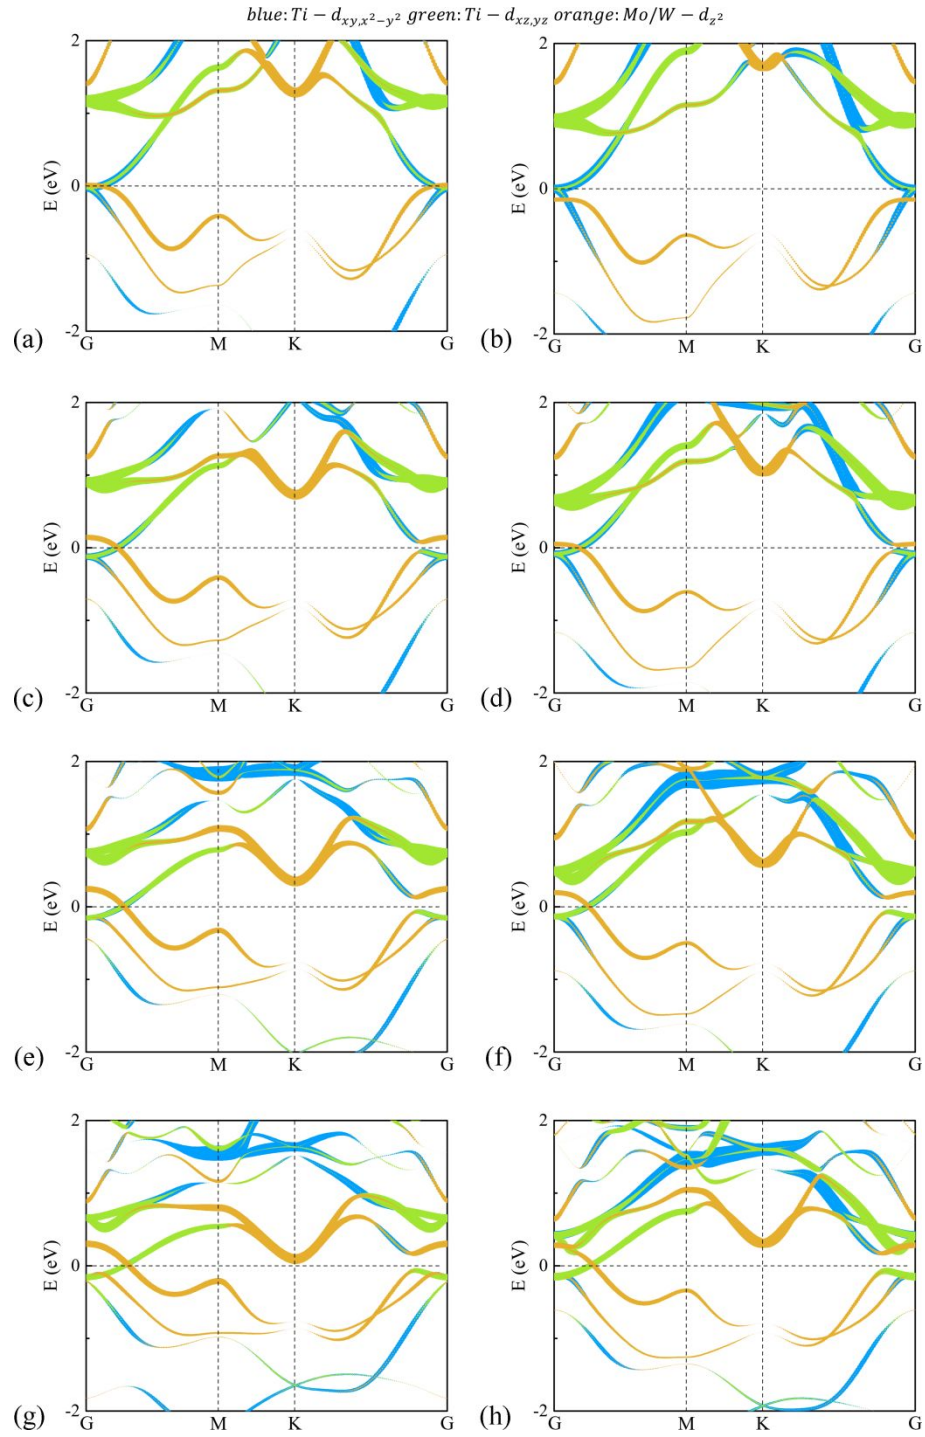 blue: Ti − d_{xy,x²−y²} green: Ti − d_{xz,yz} orange: Mo/W − d_{z²}
2 2
E (eV) 0 E (eV) 0
-2 -2
(a) G M K G (b) G M K G
2 2
E (eV) 0 E (eV) 0
-2 -2
(c) G M K G (d) G M K G
2 2
E (eV) 0 E (eV) 0
-2 -2
(e) G M K G (f) G M K G
2 2
E (eV) 0 E (eV) 0
-2 -2
(g) G M K G (h) G M K G